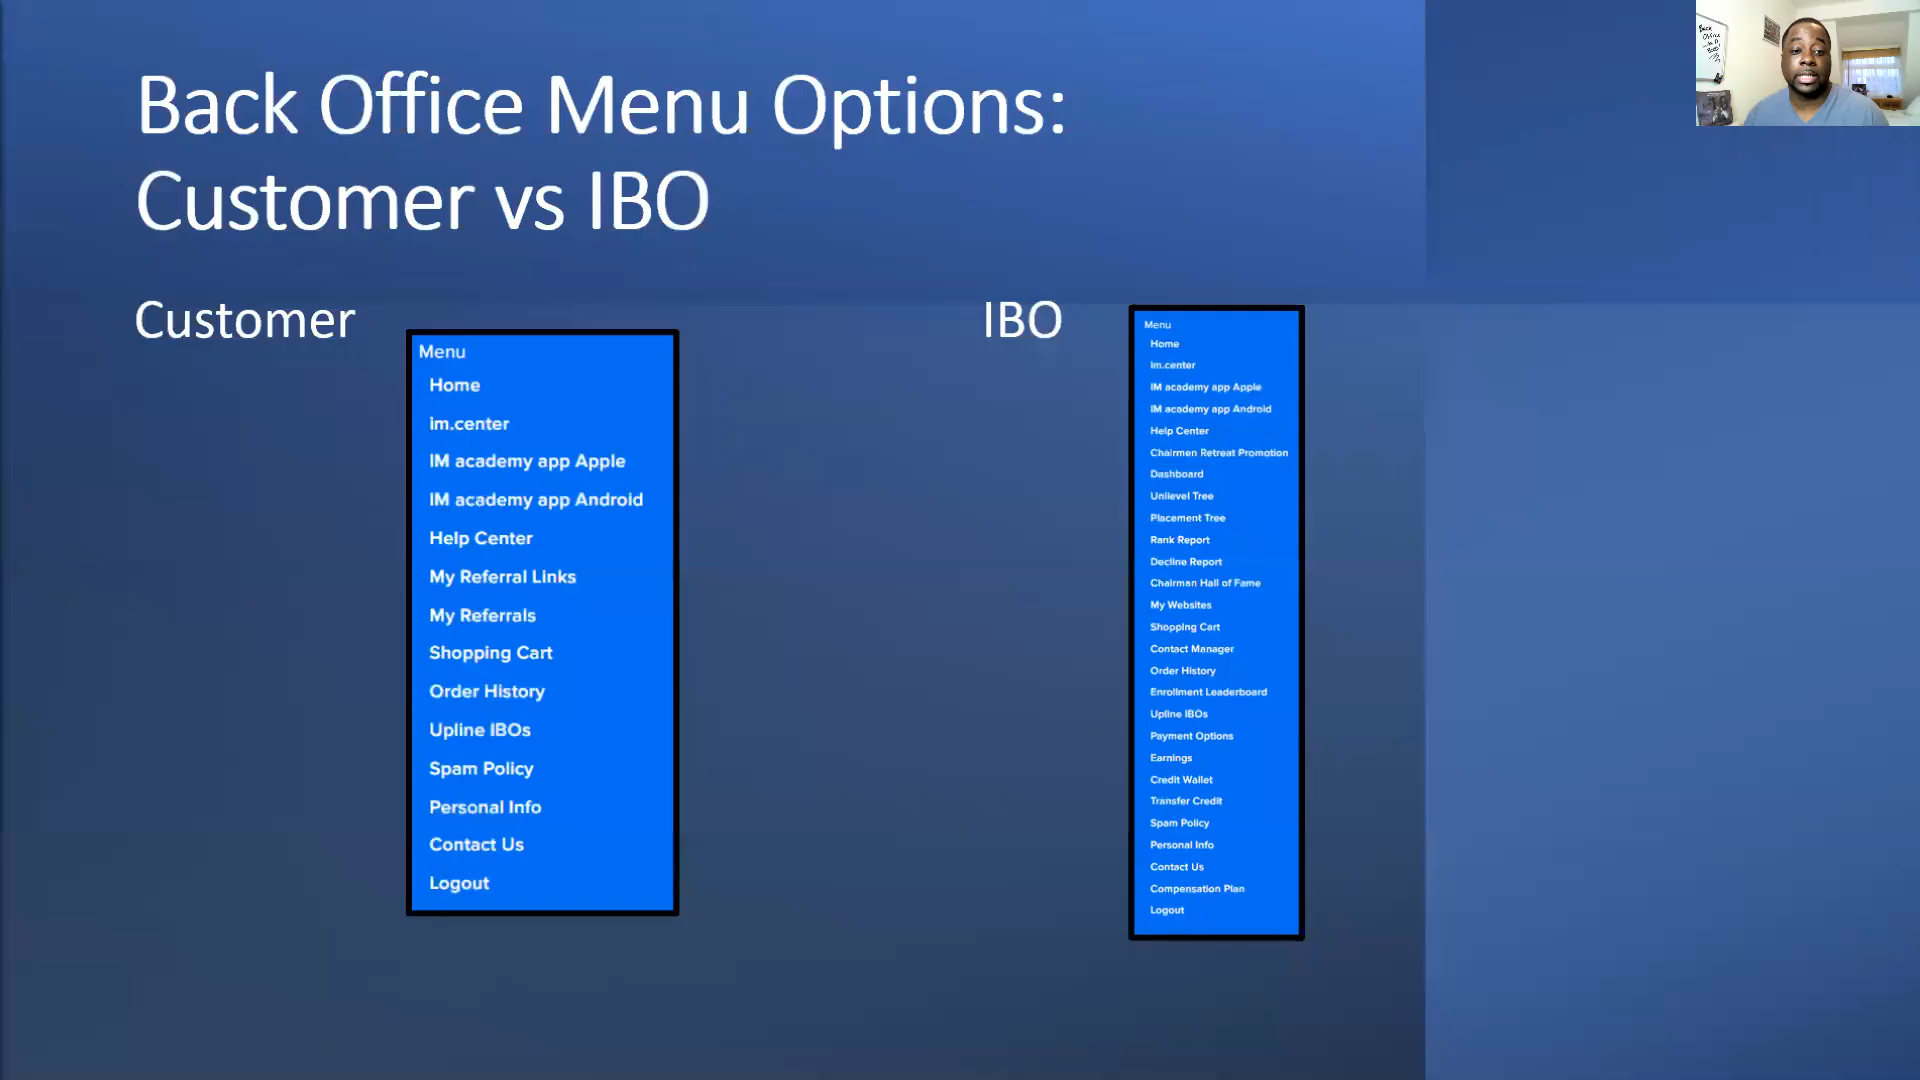 Back Office Menu Options:
Customer vs IBO
Customer
Menu
Home
im.center
IM academy app Apple
IM academy app Android
Help Center
My Referral Links
My Referrals
Shopping Cart
Order History
Upline IBOs
Spam Policy
Personal Info
Contact Us
Logout
IBO
Menu
Home
im.center
IM academy app Apple
IM academy app Android
Help Center
Chairmen Retreat Promotion
Dashboard
Unilevel Tree
Placement Tree
Rank Report
Decline Report
Chairman Hall of Fame
My Websites
Shopping Cart
Contact Manager
Order History
Enrollment Leaderboard
Upline IBOs
Payment Options
Earnings
Credit Wallet
Transfer Credit
Spam Policy
Personal Info
Contact Us
Compensation Plan
Logout
Back
Office